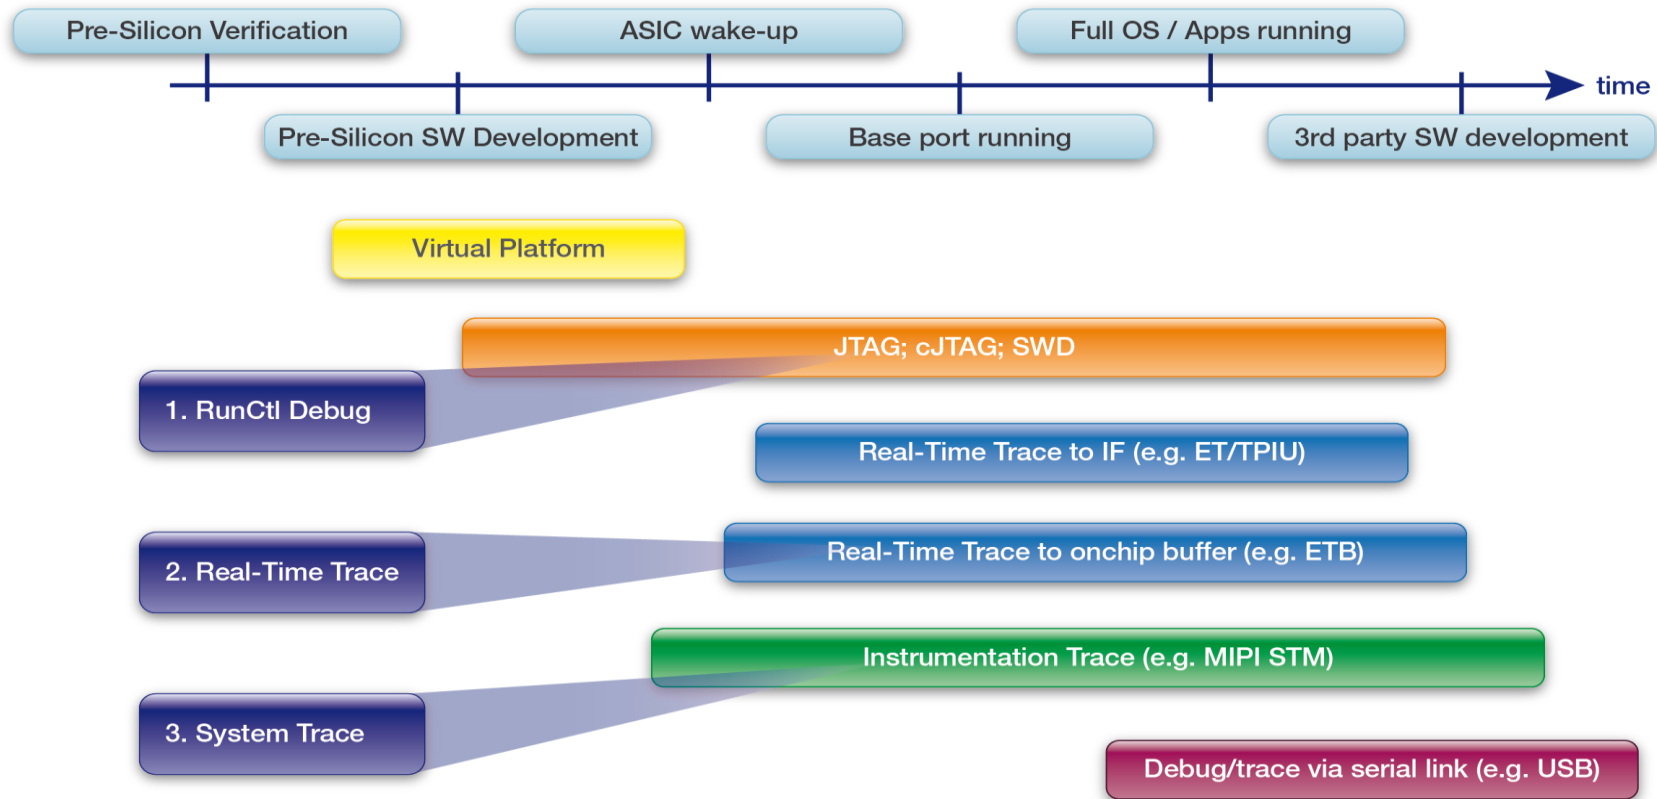 Pre-Silicon Verification
ASIC wake-up
Full OS / Apps running
time
Pre-Silicon SW Development
Base port running
3rd party SW development
Virtual Platform
JTAG; cJTAG; SWD
1. RunCtl Debug
Real-Time Trace to IF (e.g. ET/TPIU)
Real-Time Trace to onchip buffer (e.g. ETB)
2. Real-Time Trace
Instrumentation Trace (e.g. MIPI STM)
3. System Trace
Debug/trace via serial link (e.g. USB)